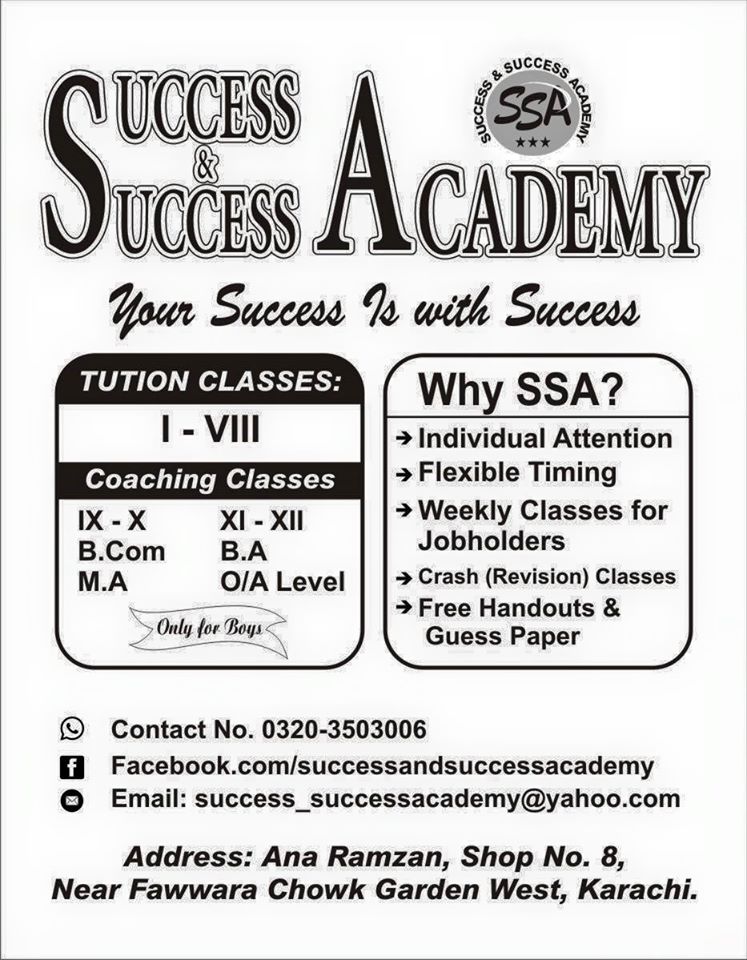 SUCCESS & SUCCESS ACADEMY
SSA
SUCCESS
&
SUCCESS ACADEMY
Your Success Is with Success
TUTION CLASSES:
I - VIII
Coaching Classes
IX - X XI - XII
B.Com B.A
M.A O/A Level
Only for Boys
Why SSA?
→ Individual Attention
→ Flexible Timing
→ Weekly Classes for
Jobholders
→ Crash (Revision) Classes
→ Free Handouts &
Guess Paper
Contact No. 0320-3503006
Facebook.com/successandsuccessacademy
Email: success_successacademy@yahoo.com
Address: Ana Ramzan, Shop No. 8,
Near Fawwara Chowk Garden West, Karachi.